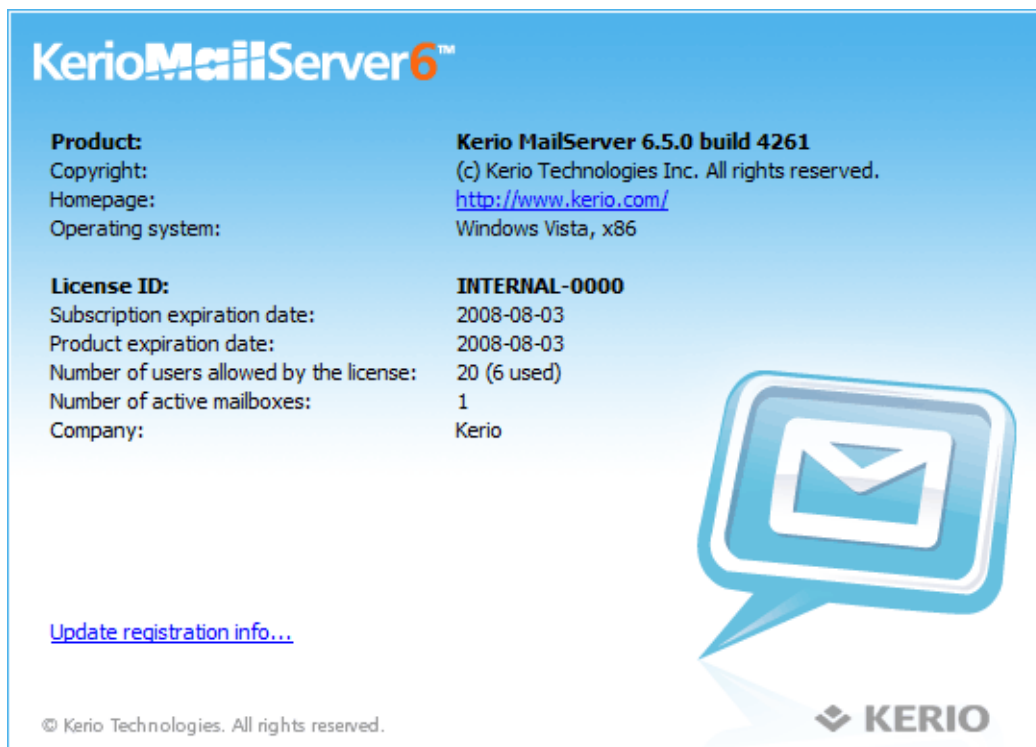 KerioMailServer6™
Product: Kerio MailServer 6.5.0 build 4261
Copyright: (c) Kerio Technologies Inc. All rights reserved.
Homepage: http://www.kerio.com/
Operating system: Windows Vista, x86
License ID: INTERNAL-0000
Subscription expiration date: 2008-08-03
Product expiration date: 2008-08-03
Number of users allowed by the license: 20 (6 used)
Number of active mailboxes: 1
Company: Kerio
Update registration info...
© Kerio Technologies. All rights reserved.
KERIO